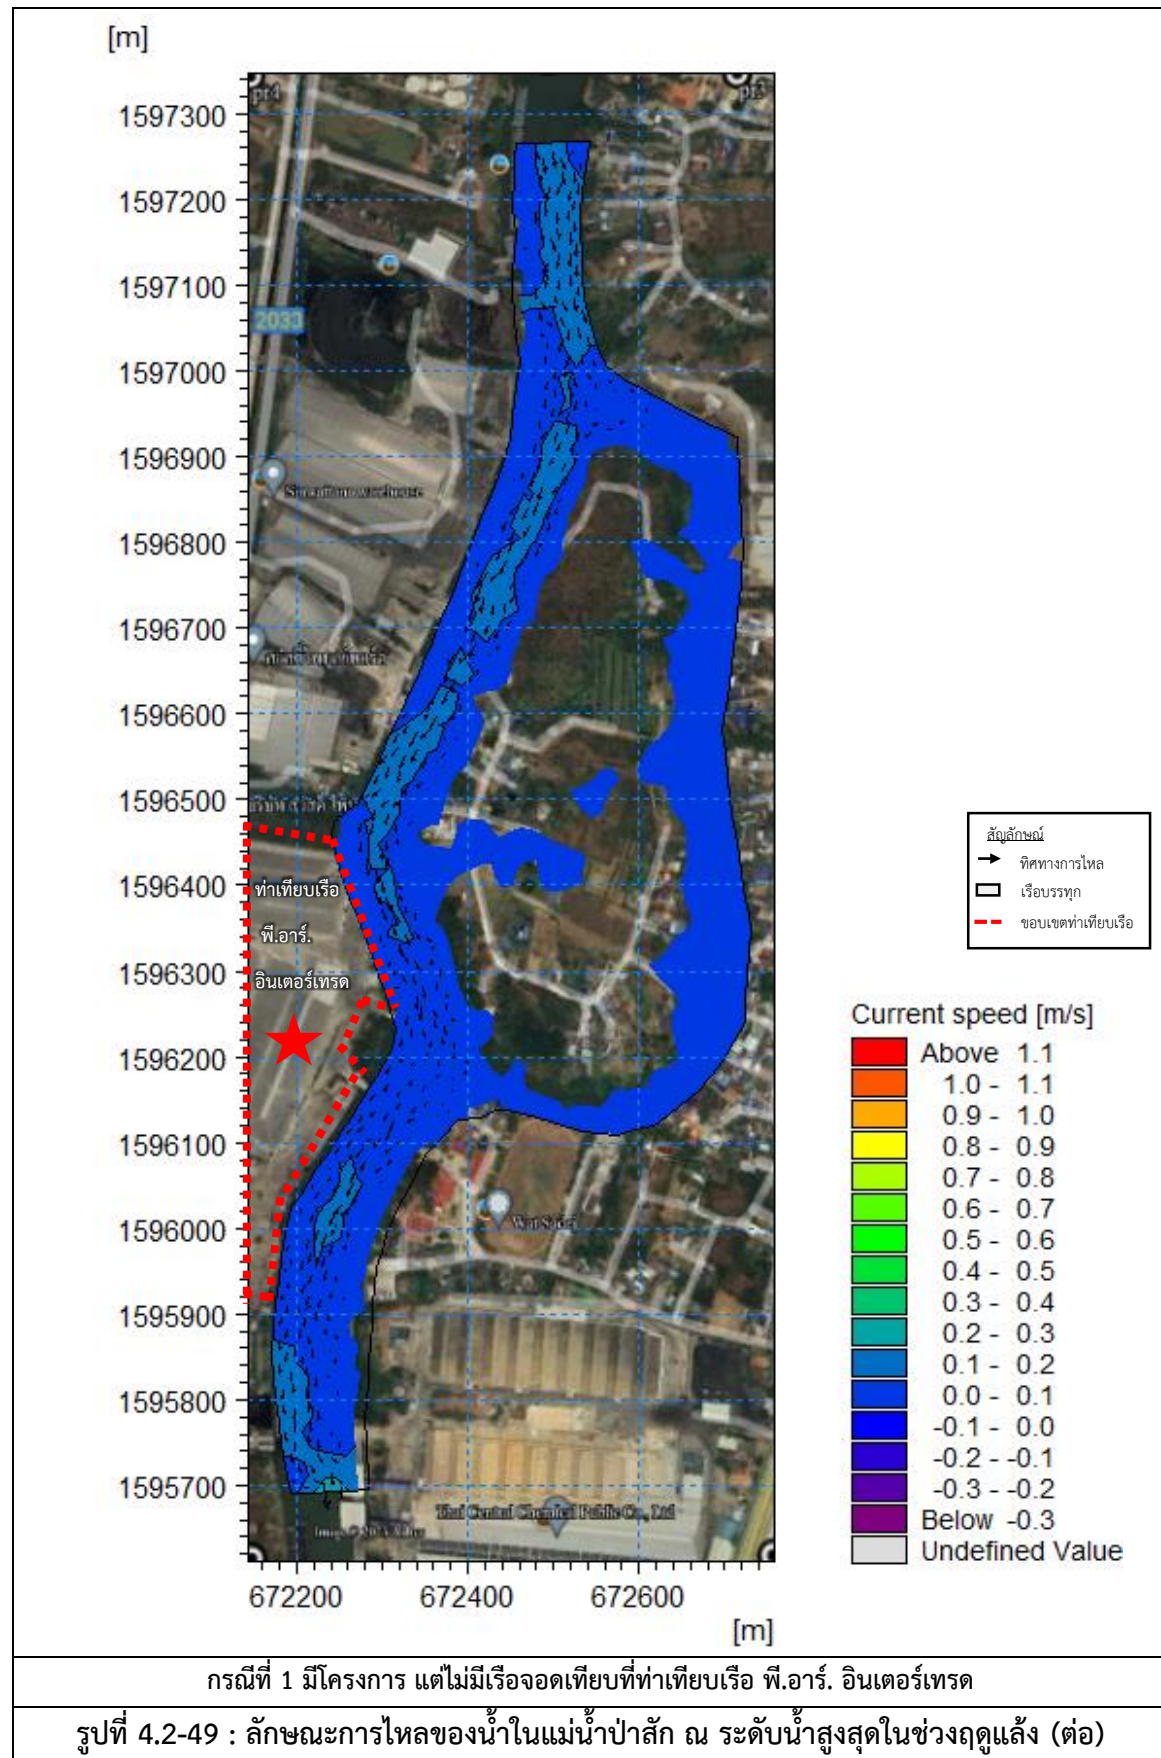 [m]
1597300
1597200
1597100
1597000
1596900
1596800
1596700
1596600
1596500
1596400
1596300
1596200
1596100
1596000
1595900
1595800
1595700
pr4
pr3
2033
warehouse
ท่าเทียบเรือ
พี.อาร์.
อินเตอร์เทรด
Wat
Thai Central Chemical Public Co., Ltd
672200 672400 672600
[m]
สัญลักษณ์
ทิศทางการไหล
เรือบรรทุก
ขอบเขตท่าเทียบเรือ
Current speed [m/s]
Above 1.1
1.0 - 1.1
0.9 - 1.0
0.8 - 0.9
0.7 - 0.8
0.6 - 0.7
0.5 - 0.6
0.4 - 0.5
0.3 - 0.4
0.2 - 0.3
0.1 - 0.2
0.0 - 0.1
-0.1 - 0.0
-0.2 - -0.1
-0.3 - -0.2
Below -0.3
Undefined Value
กรณีที่ 1 มีโครงการ แต่ไม่มีเรือจอดเทียบที่ท่าเทียบเรือ พี.อาร์. อินเตอร์เทรด
รูปที่ 4.2-49 : ลักษณะการไหลของน้ำในแม่น้ำป่าสัก ณ ระดับน้ำสูงสุดในช่วงฤดูแล้ง (ต่อ)